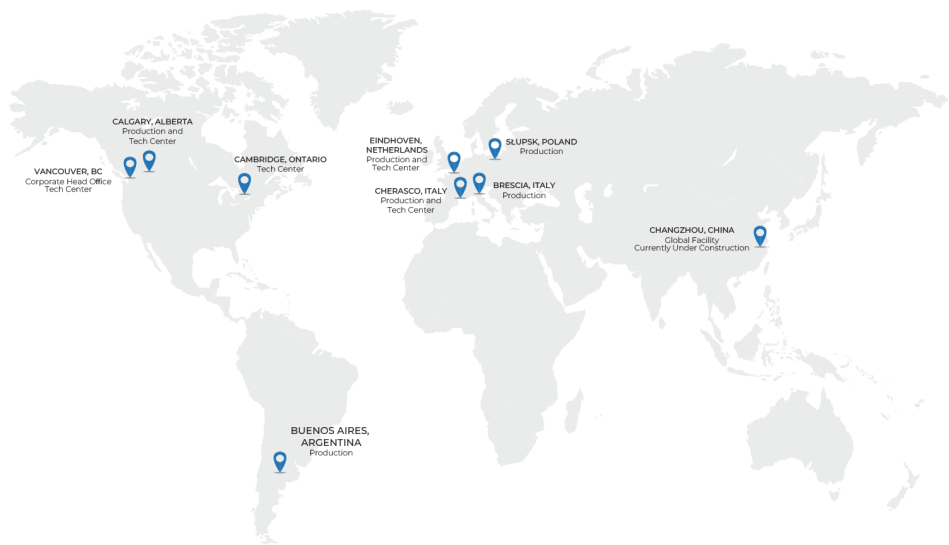 CALGARY, ALBERTA
Production and
Tech Center
VANCOUVER, BC
Corporate Head Office
Tech Center
CAMBRIDGE, ONTARIO
Tech Center
EINDHOVEN,
NETHERLANDS
Production and
Tech Center
SŁUPSK, POLAND
Production
CHERASCO, ITALY
Production and
Tech Center
BRESCIA, ITALY
Production
CHANGZHOU, CHINA
Global Facility
Currently Under Construction
BUENOS AIRES,
ARGENTINA
Production